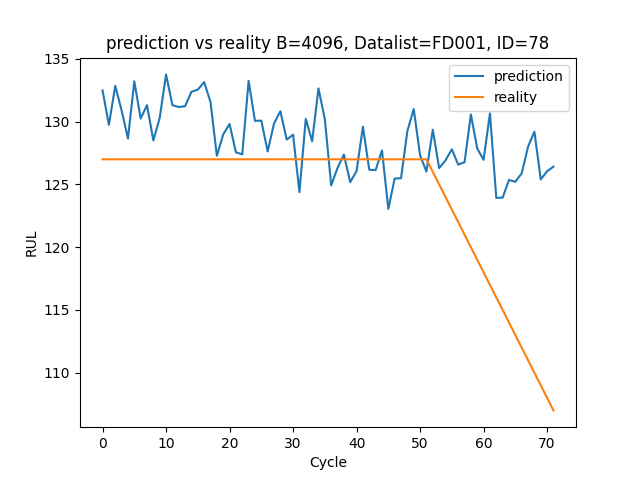 prediction vs reality B=4096, Datalist=FD001, ID=78
prediction
reality
RUL
135
130
125
120
115
110
0 10 20 30 40 50 60 70
Cycle